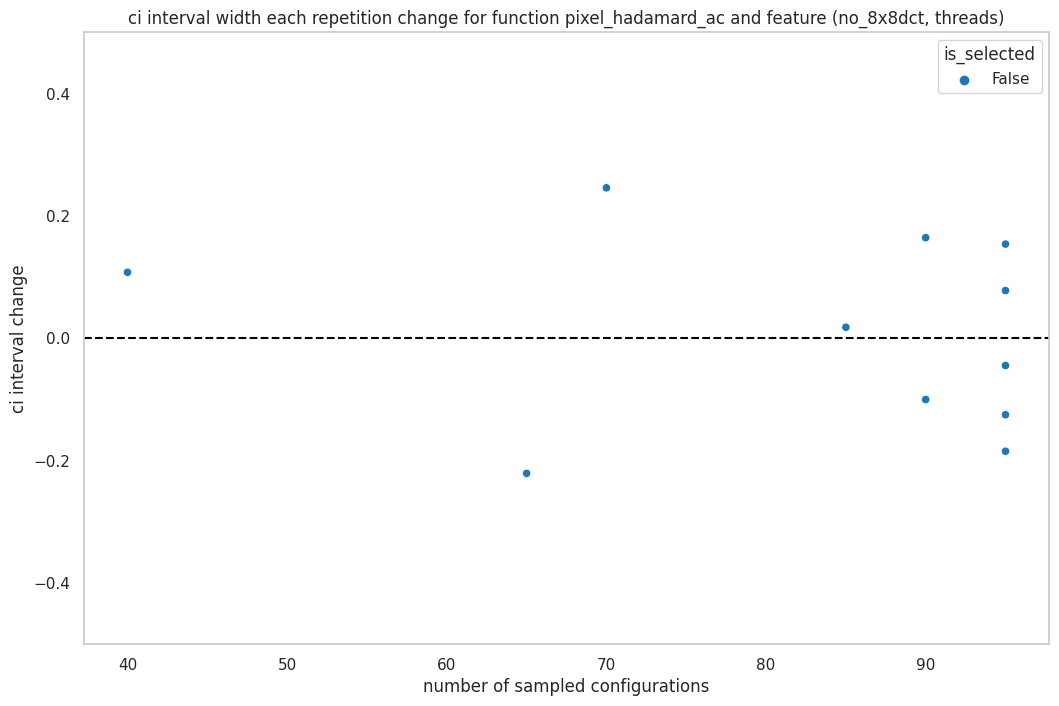 ci interval width each repetition change for function pixel_hadamard_ac and feature (no_8x8dct, threads)
is_selected
False
ci interval change
0.4
0.2
0.0
−0.2
−0.4
40 50 60 70 80 90
number of sampled configurations